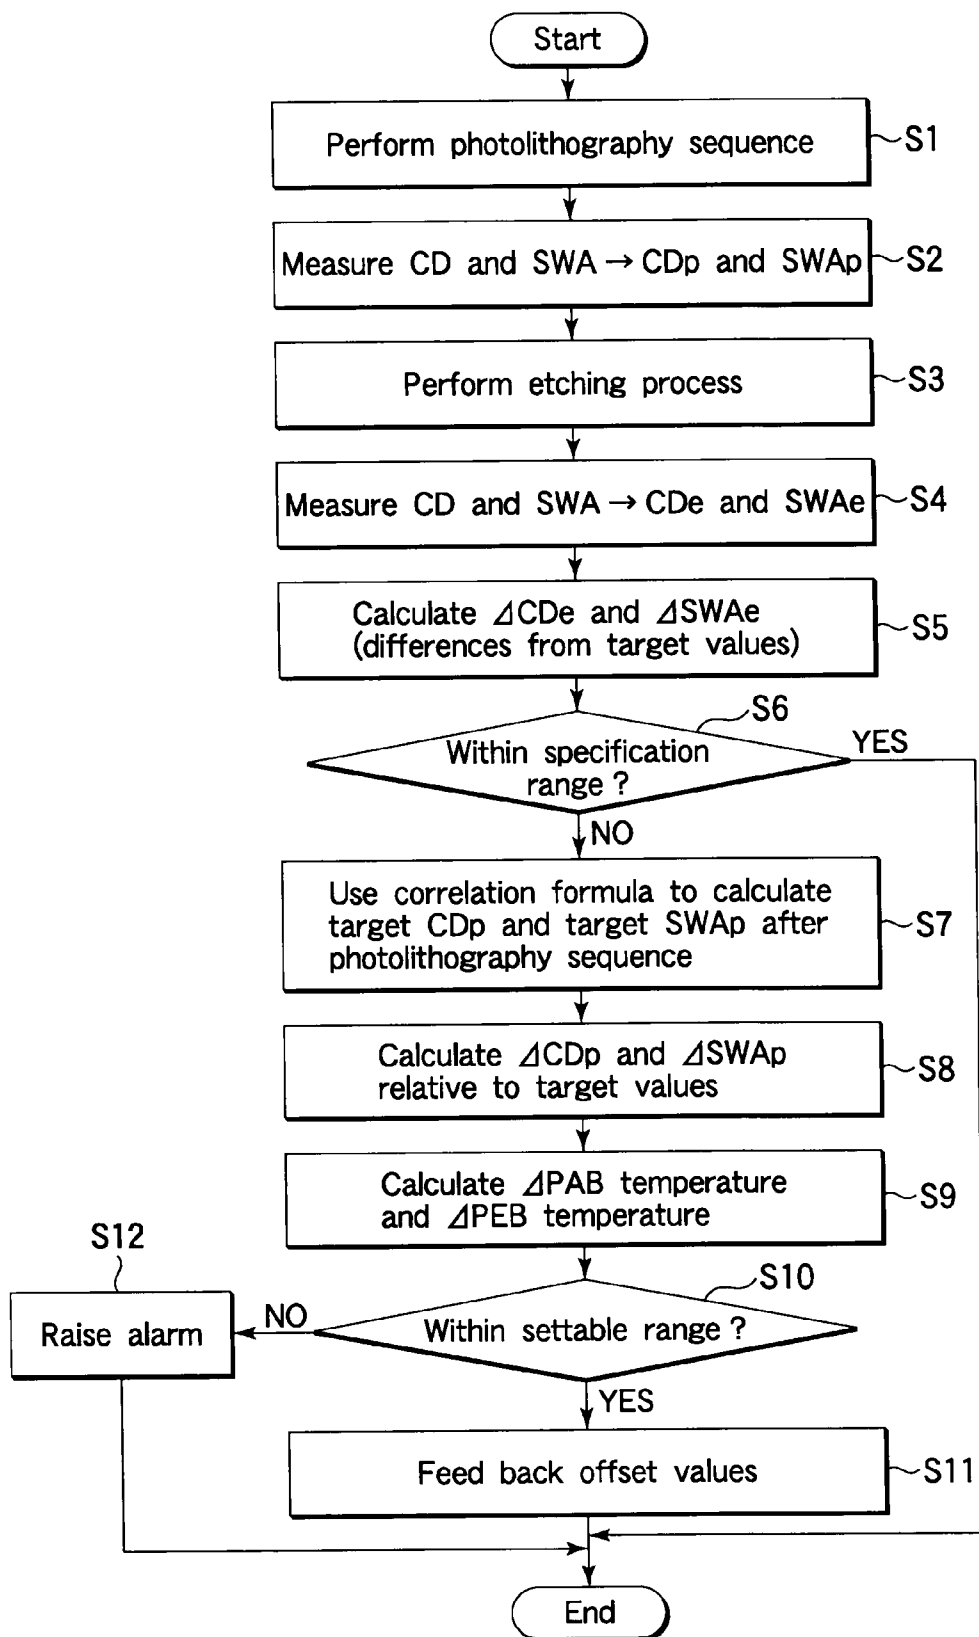 Start
Perform photolithography sequence
S1
Measure CD and SWA → CDp and SWAp
S2
Perform etching process
S3
Measure CD and SWA → CDe and SWAe
S4
Calculate ⊿CDe and ⊿SWAe
(differences from target values)
S5
S6
Within specification
range ?
YES
NO
Use correlation formula to calculate
target CDp and target SWAp after
photolithography sequence
S7
Calculate ⊿CDp and ⊿SWAp
relative to target values
S8
Calculate ⊿PAB temperature
and ⊿PEB temperature
S9
S12
S10
Raise alarm
NO
Within settable range ?
YES
Feed back offset values
S11
End